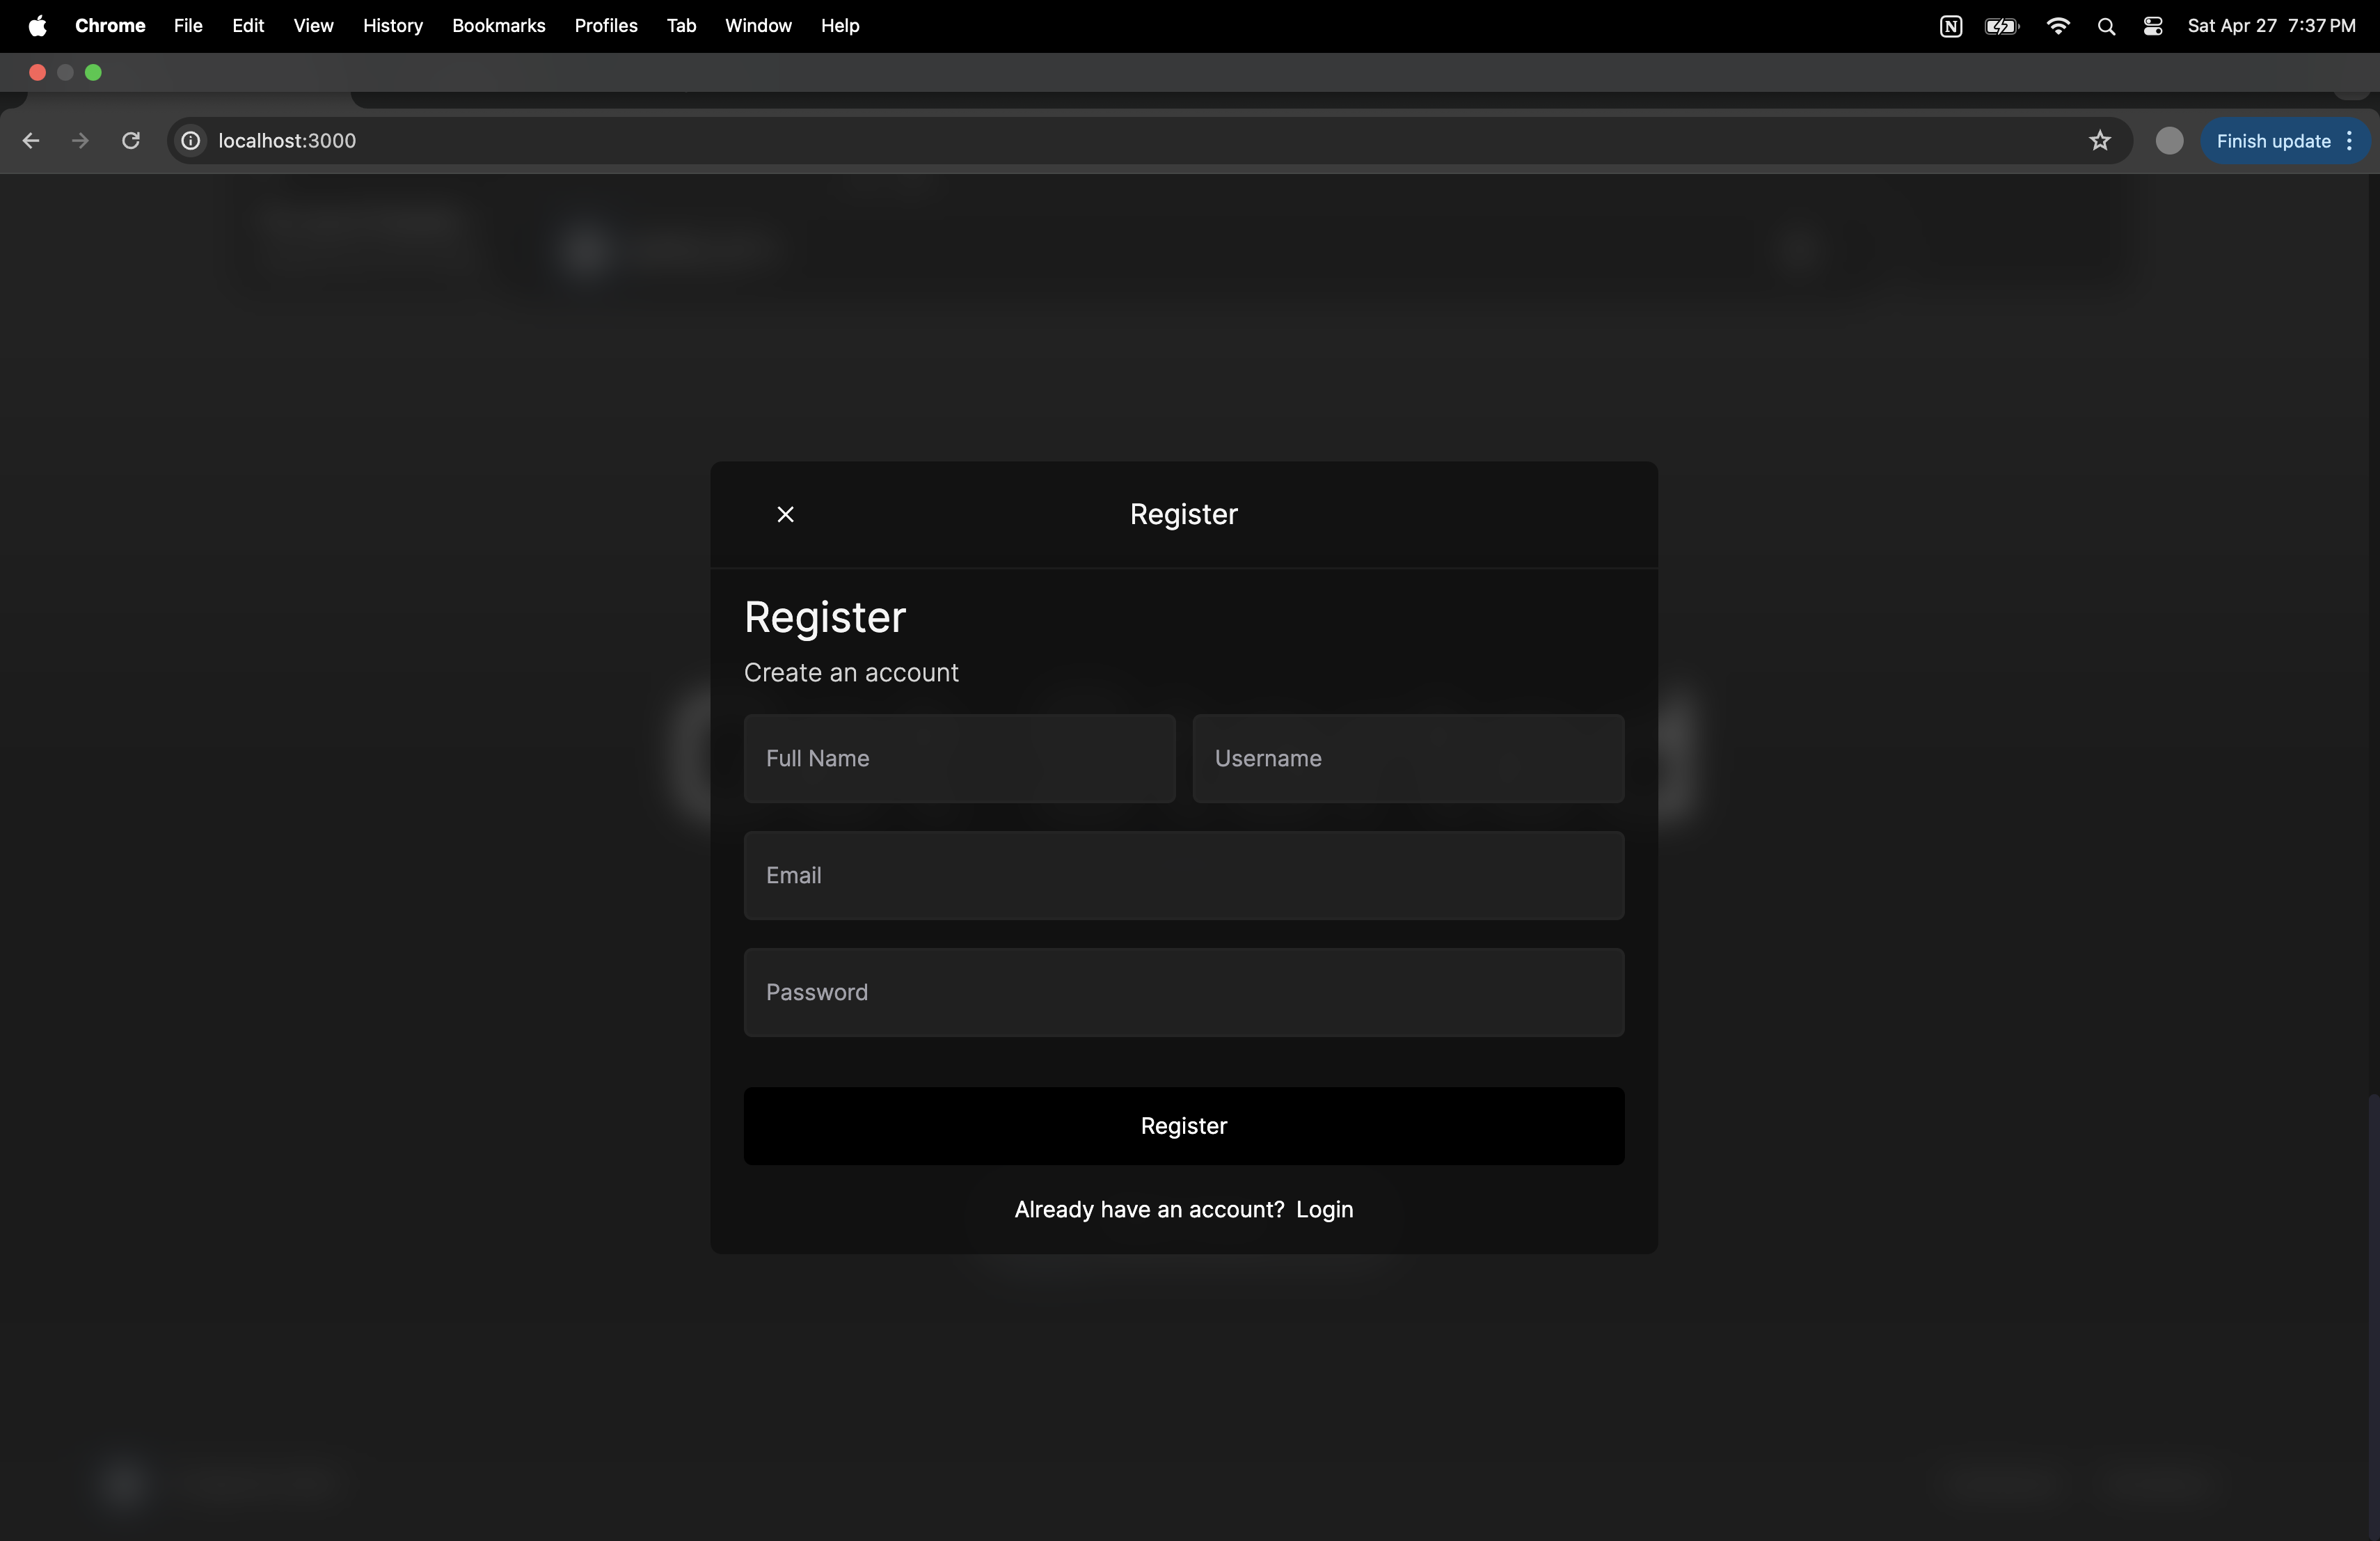 Chrome File Edit View History Bookmarks Profiles Tab Window Help N Sat Apr 27 7:37 PM
localhost:3000 Finish update
Register
Register
Create an account
Full Name Username
Email
Password
Register
Already have an account? Login